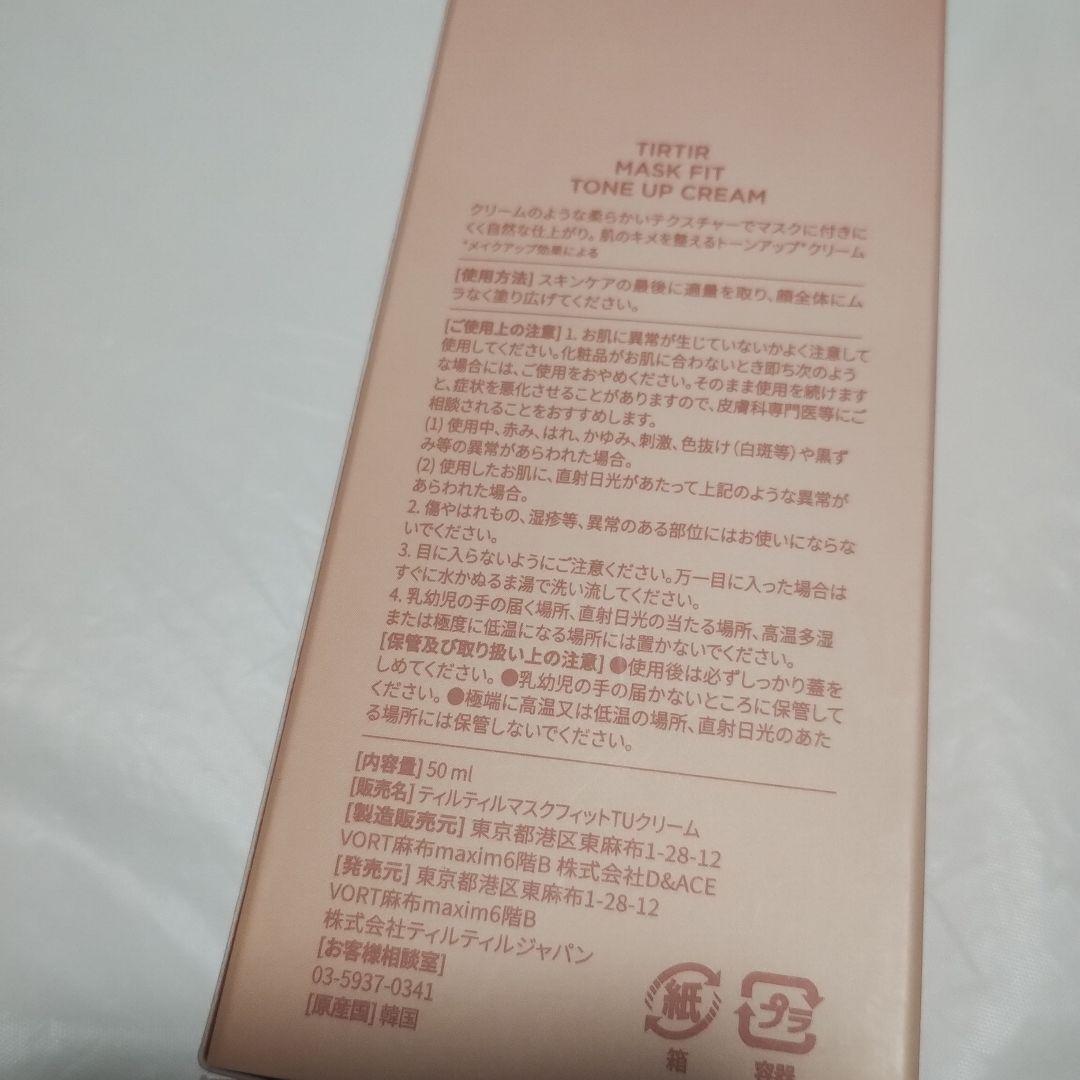 TIRTIR
MASK FIT
TONE UP CREAM
クリームのような柔らかいテクスチャーでマスクに付きに
くく自然な仕上がり。肌のキメを整えるトーンアップ*クリーム
*メイクアップ効果による
[使用方法] スキンケアの最後に適量を取り、顔全体にム
ラなく塗り広げてください。
[ご使用上の注意] 1. お肌に異常が生じていないかよく注意して
使用してください。化粧品がお肌に合わないとき即ち次のよう
な場合には、ご使用をおやめください。そのまま使用を続けます
と、症状を悪化させることがありますので、皮膚科専門医等にご
相談されることをおすすめします。
(1) 使用中、赤み、はれ、かゆみ、刺激、色抜け(白斑等)や黒ず
み等の異常があらわれた場合。
(2) 使用したお肌に、直射日光があたって上記のような異常が
あらわれた場合。
2. 傷やはれもの、湿疹等、異常のある部位にはお使いにならな
いでください。
3. 目に入らないようにご注意ください。万一目に入った場合は
すぐに水かぬるま湯で洗い流してください。
4. 乳幼児の手の届く場所、直射日光の当たる場所、高温多湿
または極度に低温になる場所には置かないでください。
[保管及び取り扱い上の注意] ●使用後は必ずしっかり蓋を
しめてください。●乳幼児の手の届かないところに保管して
ください。●極端に高温又は低温の場所、直射日光のあた
る場所には保管しないでください。
[内容量] 50 ml
[販売名] ティルティルマスクフィットTUクリーム
[製造販売元] 東京都港区東麻布1-28-12
VORT麻布maxim6階B 株式会社D&ACE
[発売元] 東京都港区東麻布1-28-12
VORT麻布maxim6階B
株式会社ティルティルジャパン
[お客様相談室]
03-5937-0341
[原産国] 韓国
紙 プラ
箱 容器